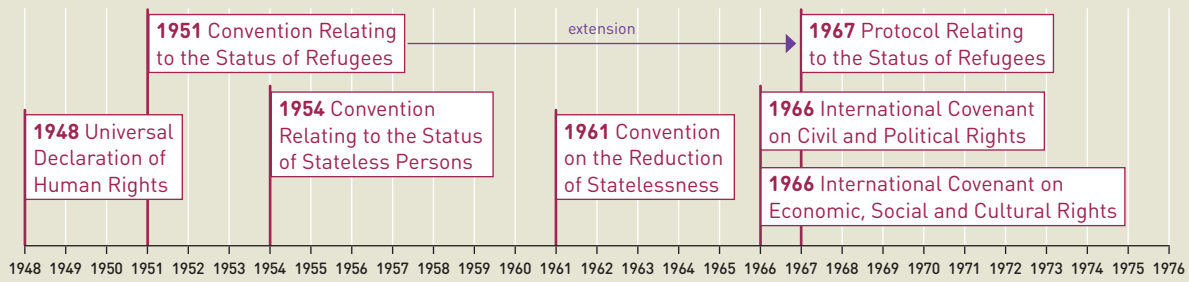 1951 Convention Relating
to the Status of Refugees
extension
1967 Protocol Relating
to the Status of Refugees
1948 Universal
Declaration of
Human Rights
1954 Convention
Relating to the Status
of Stateless Persons
1961 Convention
on the Reduction
of Statelessness
1966 International Covenant
on Civil and Political Rights
1966 International Covenant on
Economic, Social and Cultural Rights
1948 1949 1950 1951 1952 1953 1954 1955 1956 1957 1958 1959 1960 1961 1962 1963 1964 1965 1966 1967 1968 1969 1970 1971 1972 1973 1974 1975 1976